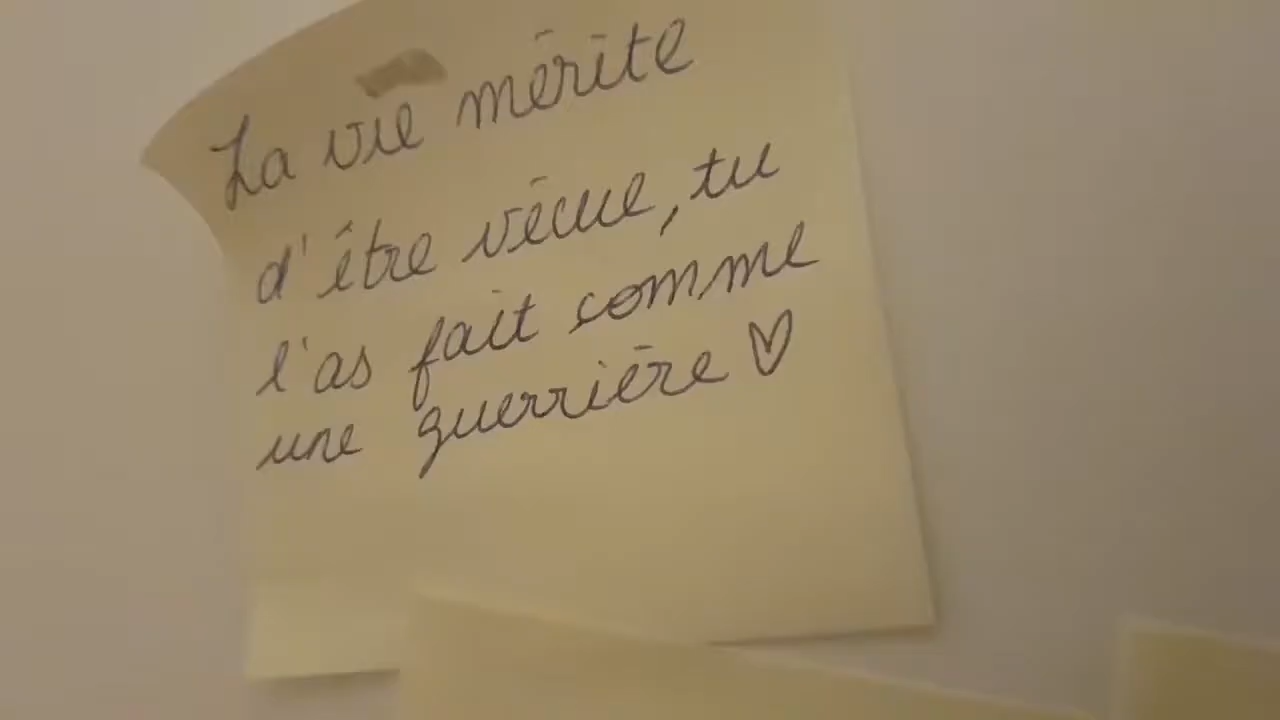 La vie mérite
d'être vécue, tu
l'as fait comme
une guerrière ♡